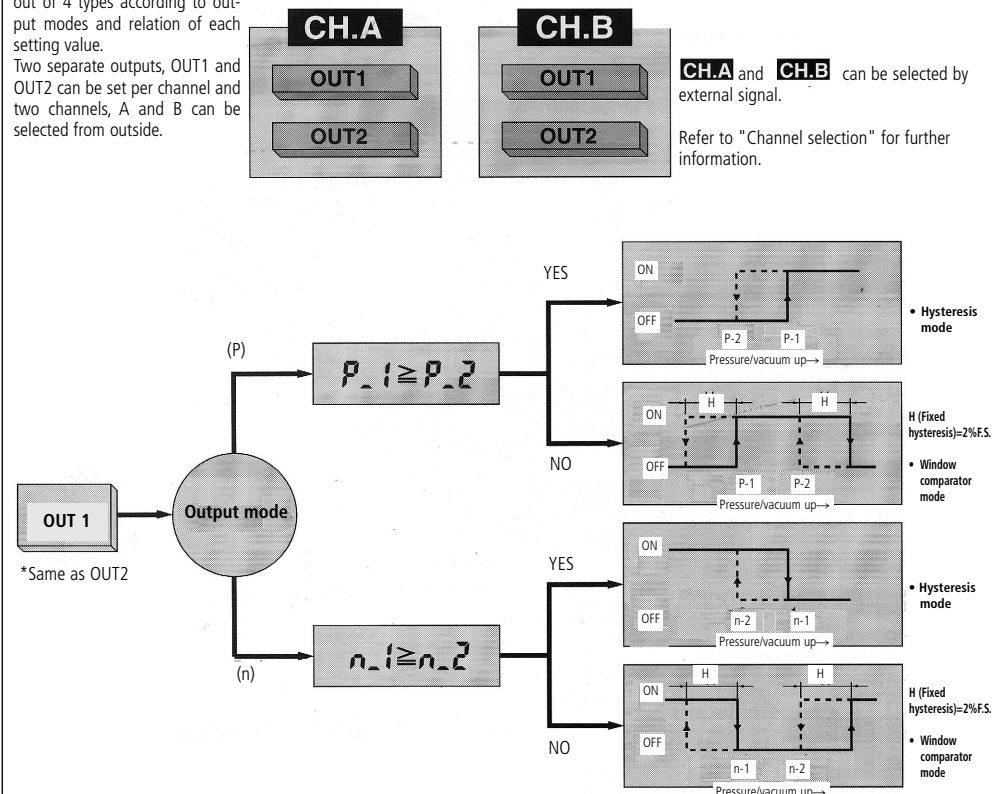 out of 4 types according to out-
put modes and relation of each
setting value.
Two separate outputs, OUT1 and
OUT2 can be set per channel and
two channels, A and B can be
selected from outside.
CH.A
OUT1
OUT2
CH.B
OUT1
OUT2
CH.A and CH.B can be selected by
external signal.
Refer to "Channel selection" for further
information.
OUT 1
*Same as OUT2
Output mode
(P)
P_1≧P_2
YES
ON
OFF
P-2 P-1
Pressure/vacuum up→
• Hysteresis
mode
NO
H H
ON
OFF
P-1 P-2
Pressure/vacuum up→
H (Fixed
hysteresis)=2%F.S.
• Window
comparator
mode
(n)
n_1≧n_2
YES
ON
OFF
n-2 n-1
Pressure/vacuum up→
• Hysteresis
mode
NO
H H
ON
OFF
n-1 n-2
Pressure/vacuum up→
H (Fixed
hysteresis)=2%F.S.
• Window
comparator
mode